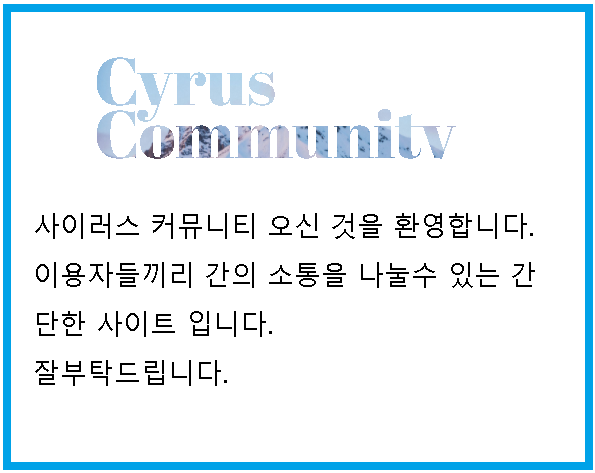 Cyrus
Community
사이러스 커뮤니티 오신 것을 환영합니다.
이용자들끼리 간의 소통을 나눌수 있는 간
단한 사이트 입니다.
잘부탁드립니다.